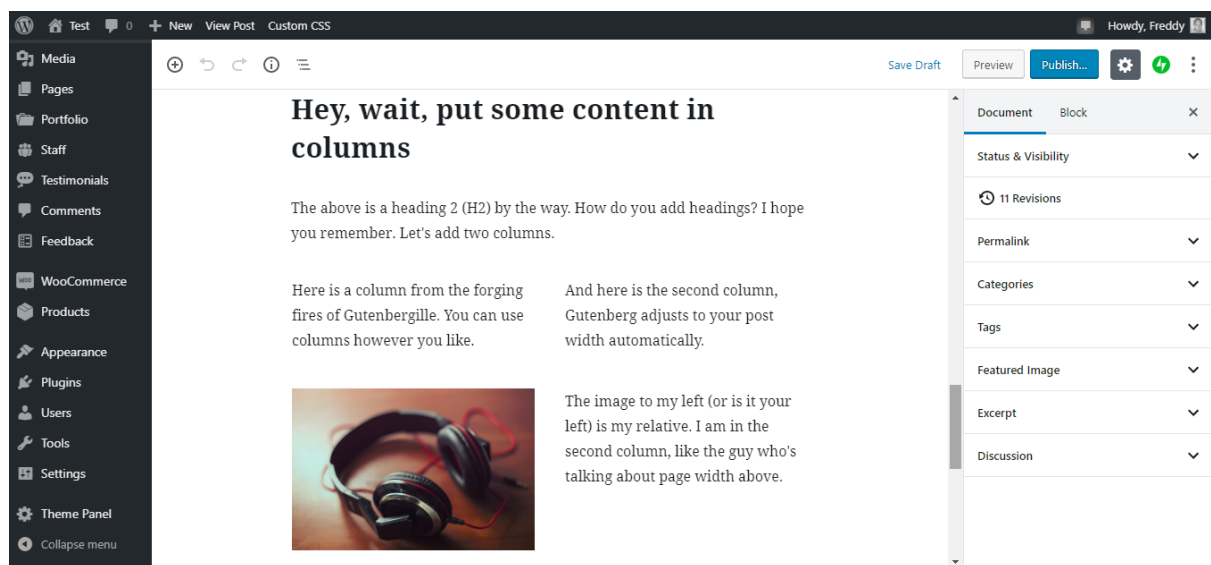 Test
0
New
View Post
Custom CSS
Howdy, Freddy
Media
Pages
Portfolio
Staff
Testimonials
Comments
Feedback
WOO
WooCommerce
Products
Appearance
Plugins
Users
Tools
Settings
Theme Panel
Collapse menu
Save Draft
Preview
Publish...
Hey, wait, put some content in
columns
The above is a heading 2 (H2) by the way. How do you add headings? I hope
you remember. Let's add two columns.
Here is a column from the forging
fires of Gutenbergille. You can use
columns however you like.
And here is the second column,
Gutenberg adjusts to your post
width automatically.
The image to my left (or is it your
left) is my relative. I am in the
second column, like the guy who's
talking about page width above.
Document
Block
Status & Visibility
11 Revisions
Permalink
Categories
Tags
Featured Image
Excerpt
Discussion